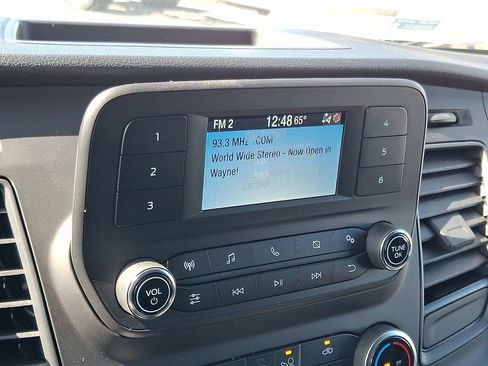 FM 2 12:48 65°
93.3 MHz .COM
World Wide Stereo - Now Open in
Wayne!
1
2
3
4
5
6
VOL
TUNE
OK